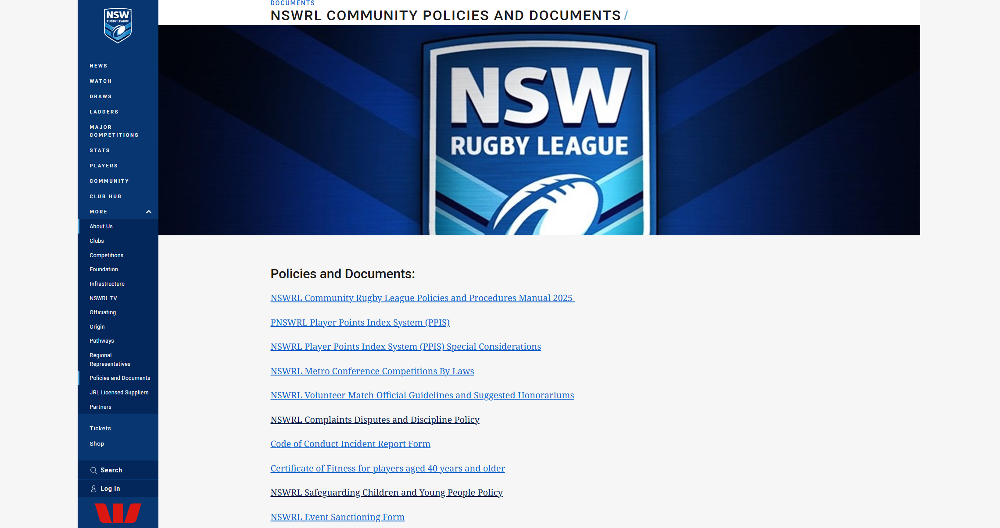 NSW
RUGBY LEAGUE
NEWS
WATCH
DRAWS
LADDERS
MAJOR
COMPETITIONS
STATS
PLAYERS
COMMUNITY
CLUB HUB
MORE
About Us
Clubs
Competitions
Foundation
Infrastructure
NSWRL TV
Officiating
Origin
Pathways
Regional
Representatives
Policies and Documents
JRL Licensed Suppliers
Partners
Tickets
Shop
Search
Log In
DOCUMENTS
NSWRL COMMUNITY POLICIES AND DOCUMENTS /
NSW
RUGBY LEAGUE
Policies and Documents:
NSWRL Community Rugby League Policies and Procedures Manual 2025
PNSWRL Player Points Index System (PPIS)
NSWRL Player Points Index System (PPIS) Special Considerations
NSWRL Metro Conference Competitions By Laws
NSWRL Volunteer Match Official Guidelines and Suggested Honorariums
NSWRL Complaints Disputes and Discipline Policy
Code of Conduct Incident Report Form
Certificate of Fitness for players aged 40 years and older
NSWRL Safeguarding Children and Young People Policy
NSWRL Event Sanctioning Form